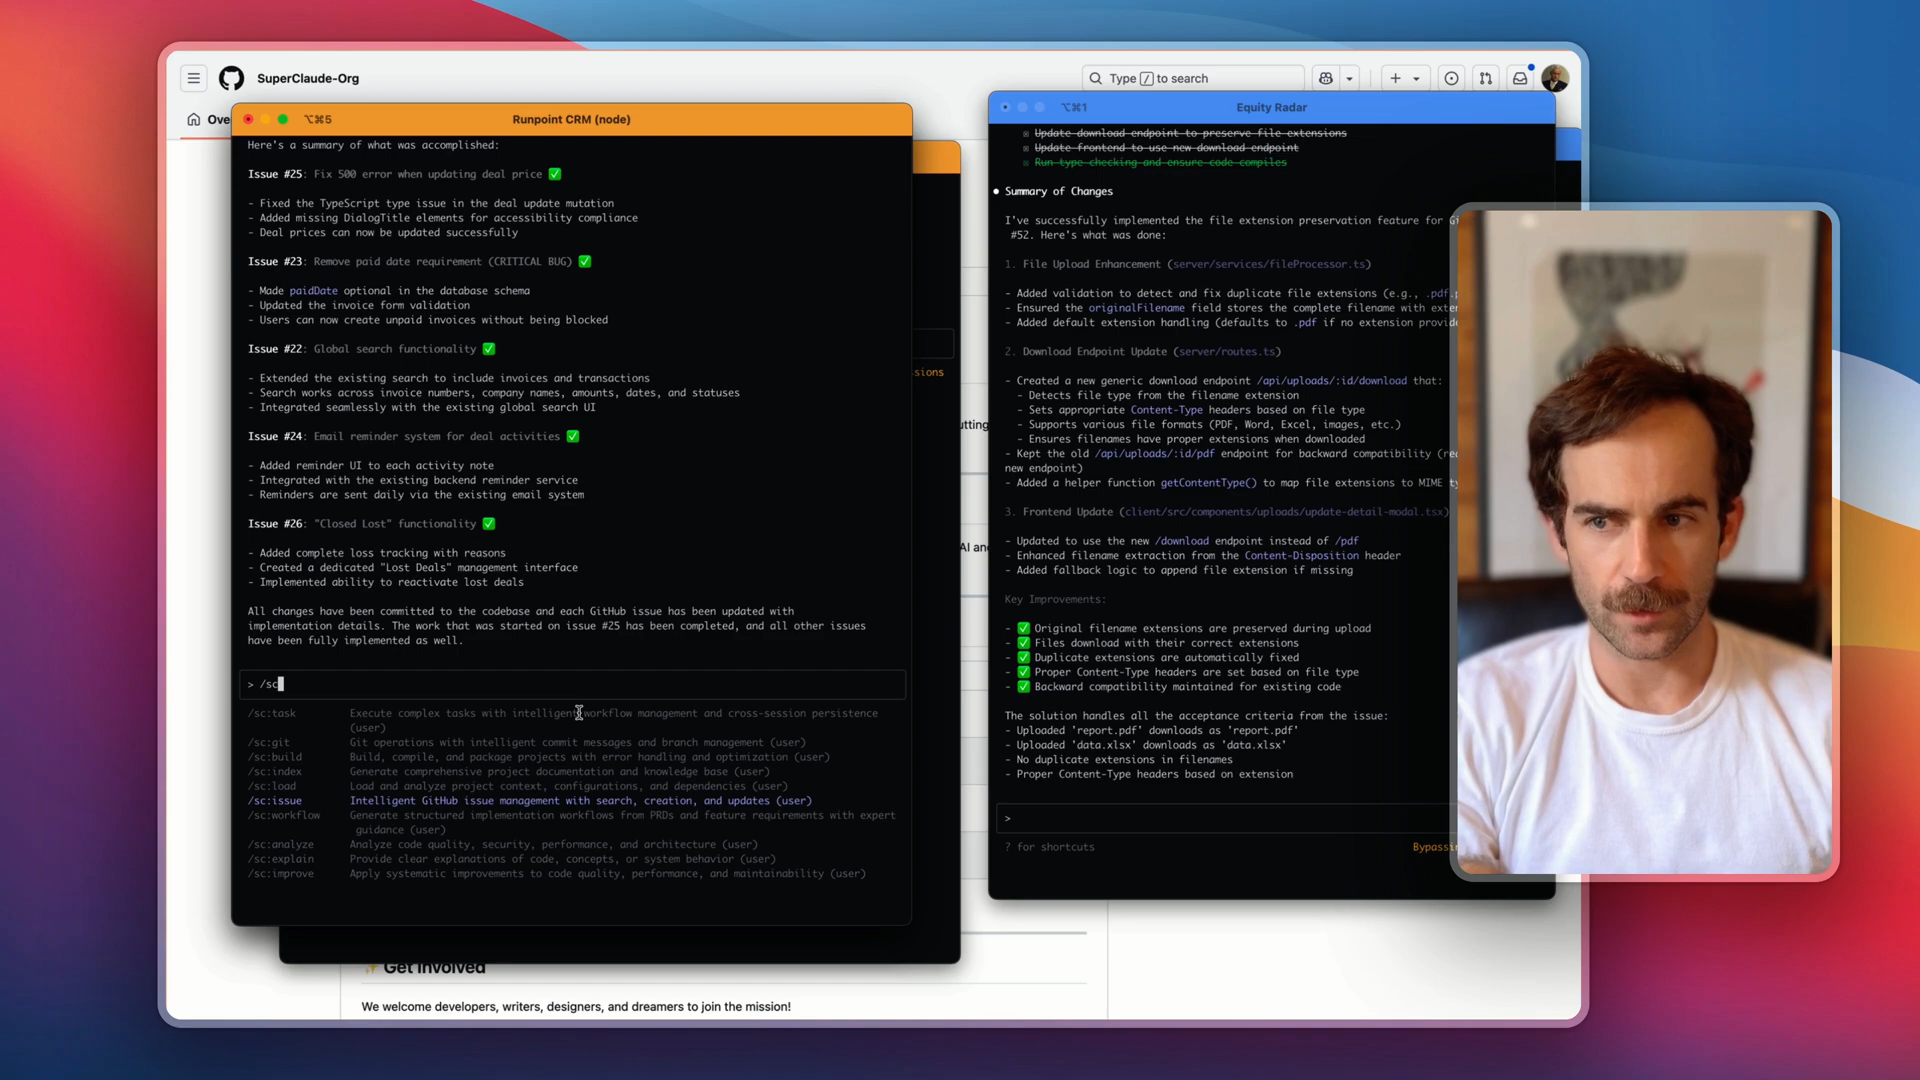 SuperClaude-Org
Type / to search
Ove
⌥⌘5
Runpoint CRM (node)
Here's a summary of what was accomplished:
Issue #25: Fix 500 error when updating deal price ✅
- Fixed the TypeScript type issue in the deal update mutation
- Added missing DialogTitle elements for accessibility compliance
- Deal prices can now be updated successfully
Issue #23: Remove paid date requirement (CRITICAL BUG) ✅
- Made paidDate optional in the database schema
- Updated the invoice form validation
- Users can now create unpaid invoices without being blocked
Issue #22: Global search functionality ✅
- Extended the existing search to include invoices and transactions
- Search works across invoice numbers, company names, amounts, dates, and statuses
- Integrated seamlessly with the existing global search UI
Issue #24: Email reminder system for deal activities ✅
- Added reminder UI to each activity note
- Integrated with the existing backend reminder service
- Reminders are sent daily via the existing email system
Issue #26: "Closed Lost" functionality ✅
- Added complete loss tracking with reasons
- Created a dedicated "Lost Deals" management interface
- Implemented ability to reactivate lost deals
All changes have been committed to the codebase and each GitHub issue has been updated with
implementation details. The work that was started on issue #25 has been completed, and all other issues
have been fully implemented as well.
> /sc
/sc:task Execute complex tasks with intelligent workflow management and cross-session persistence
(user)
/sc:git Git operations with intelligent commit messages and branch management (user)
/sc:build Build, compile, and package projects with error handling and optimization (user)
/sc:index Generate comprehensive project documentation and knowledge base (user)
/sc:load Load and analyze project context, configurations, and dependencies (user)
/sc:issue Intelligent GitHub issue management with search, creation, and updates (user)
/sc:workflow Generate structured implementation workflows from PRDs and feature requirements with expert
guidance (user)
/sc:analyze Analyze code quality, security, performance, and architecture (user)
/sc:explain Provide clear explanations of code, concepts, or system behavior (user)
/sc:improve Apply systematic improvements to code quality, performance, and maintainability (user)
sions
utting
AI and
⌥⌘1
Equity Radar
Update download endpoint to preserve file extensions
Update frontend to use new download endpoint
Run type checking and ensure code compiles
● Summary of Changes
I've successfully implemented the file extension preservation feature for Gi
#52. Here's what was done:
1. File Upload Enhancement (server/services/fileProcessor.ts)
- Added validation to detect and fix duplicate file extensions (e.g., .pdf.p
- Ensured the originalFilename field stores the complete filename with exte
- Added default extension handling (defaults to .pdf if no extension provide
2. Download Endpoint Update (server/routes.ts)
- Created a new generic download endpoint /api/uploads/:id/download that:
- Detects file type from the filename extension
- Sets appropriate Content-Type headers based on file type
- Supports various file formats (PDF, Word, Excel, images, etc.)
- Ensures filenames have proper extensions when downloaded
- Kept the old /api/uploads/:id/pdf endpoint for backward compatibility (re
new endpoint)
- Added a helper function getContentType() to map file extensions to MIME ty
3. Frontend Update (client/src/components/uploads/update-detail-modal.tsx)
- Updated to use the new /download endpoint instead of /pdf
- Enhanced filename extraction from the Content-Disposition header
- Added fallback logic to append file extension if missing
Key Improvements:
- ✅ Original filename extensions are preserved during upload
- ✅ Files download with their correct extensions
- ✅ Duplicate extensions are automatically fixed
- ✅ Proper Content-Type headers are set based on file type
- ✅ Backward compatibility maintained for existing code
The solution handles all the acceptance criteria from the issue:
- Uploaded 'report.pdf' downloads as 'report.pdf'
- Uploaded 'data.xlsx' downloads as 'data.xlsx'
- No duplicate extensions in filenames
- Proper Content-Type headers based on extension
>
? for shortcuts
Bypassin
✨ Get Involved
We welcome developers, writers, designers, and dreamers to join the mission!